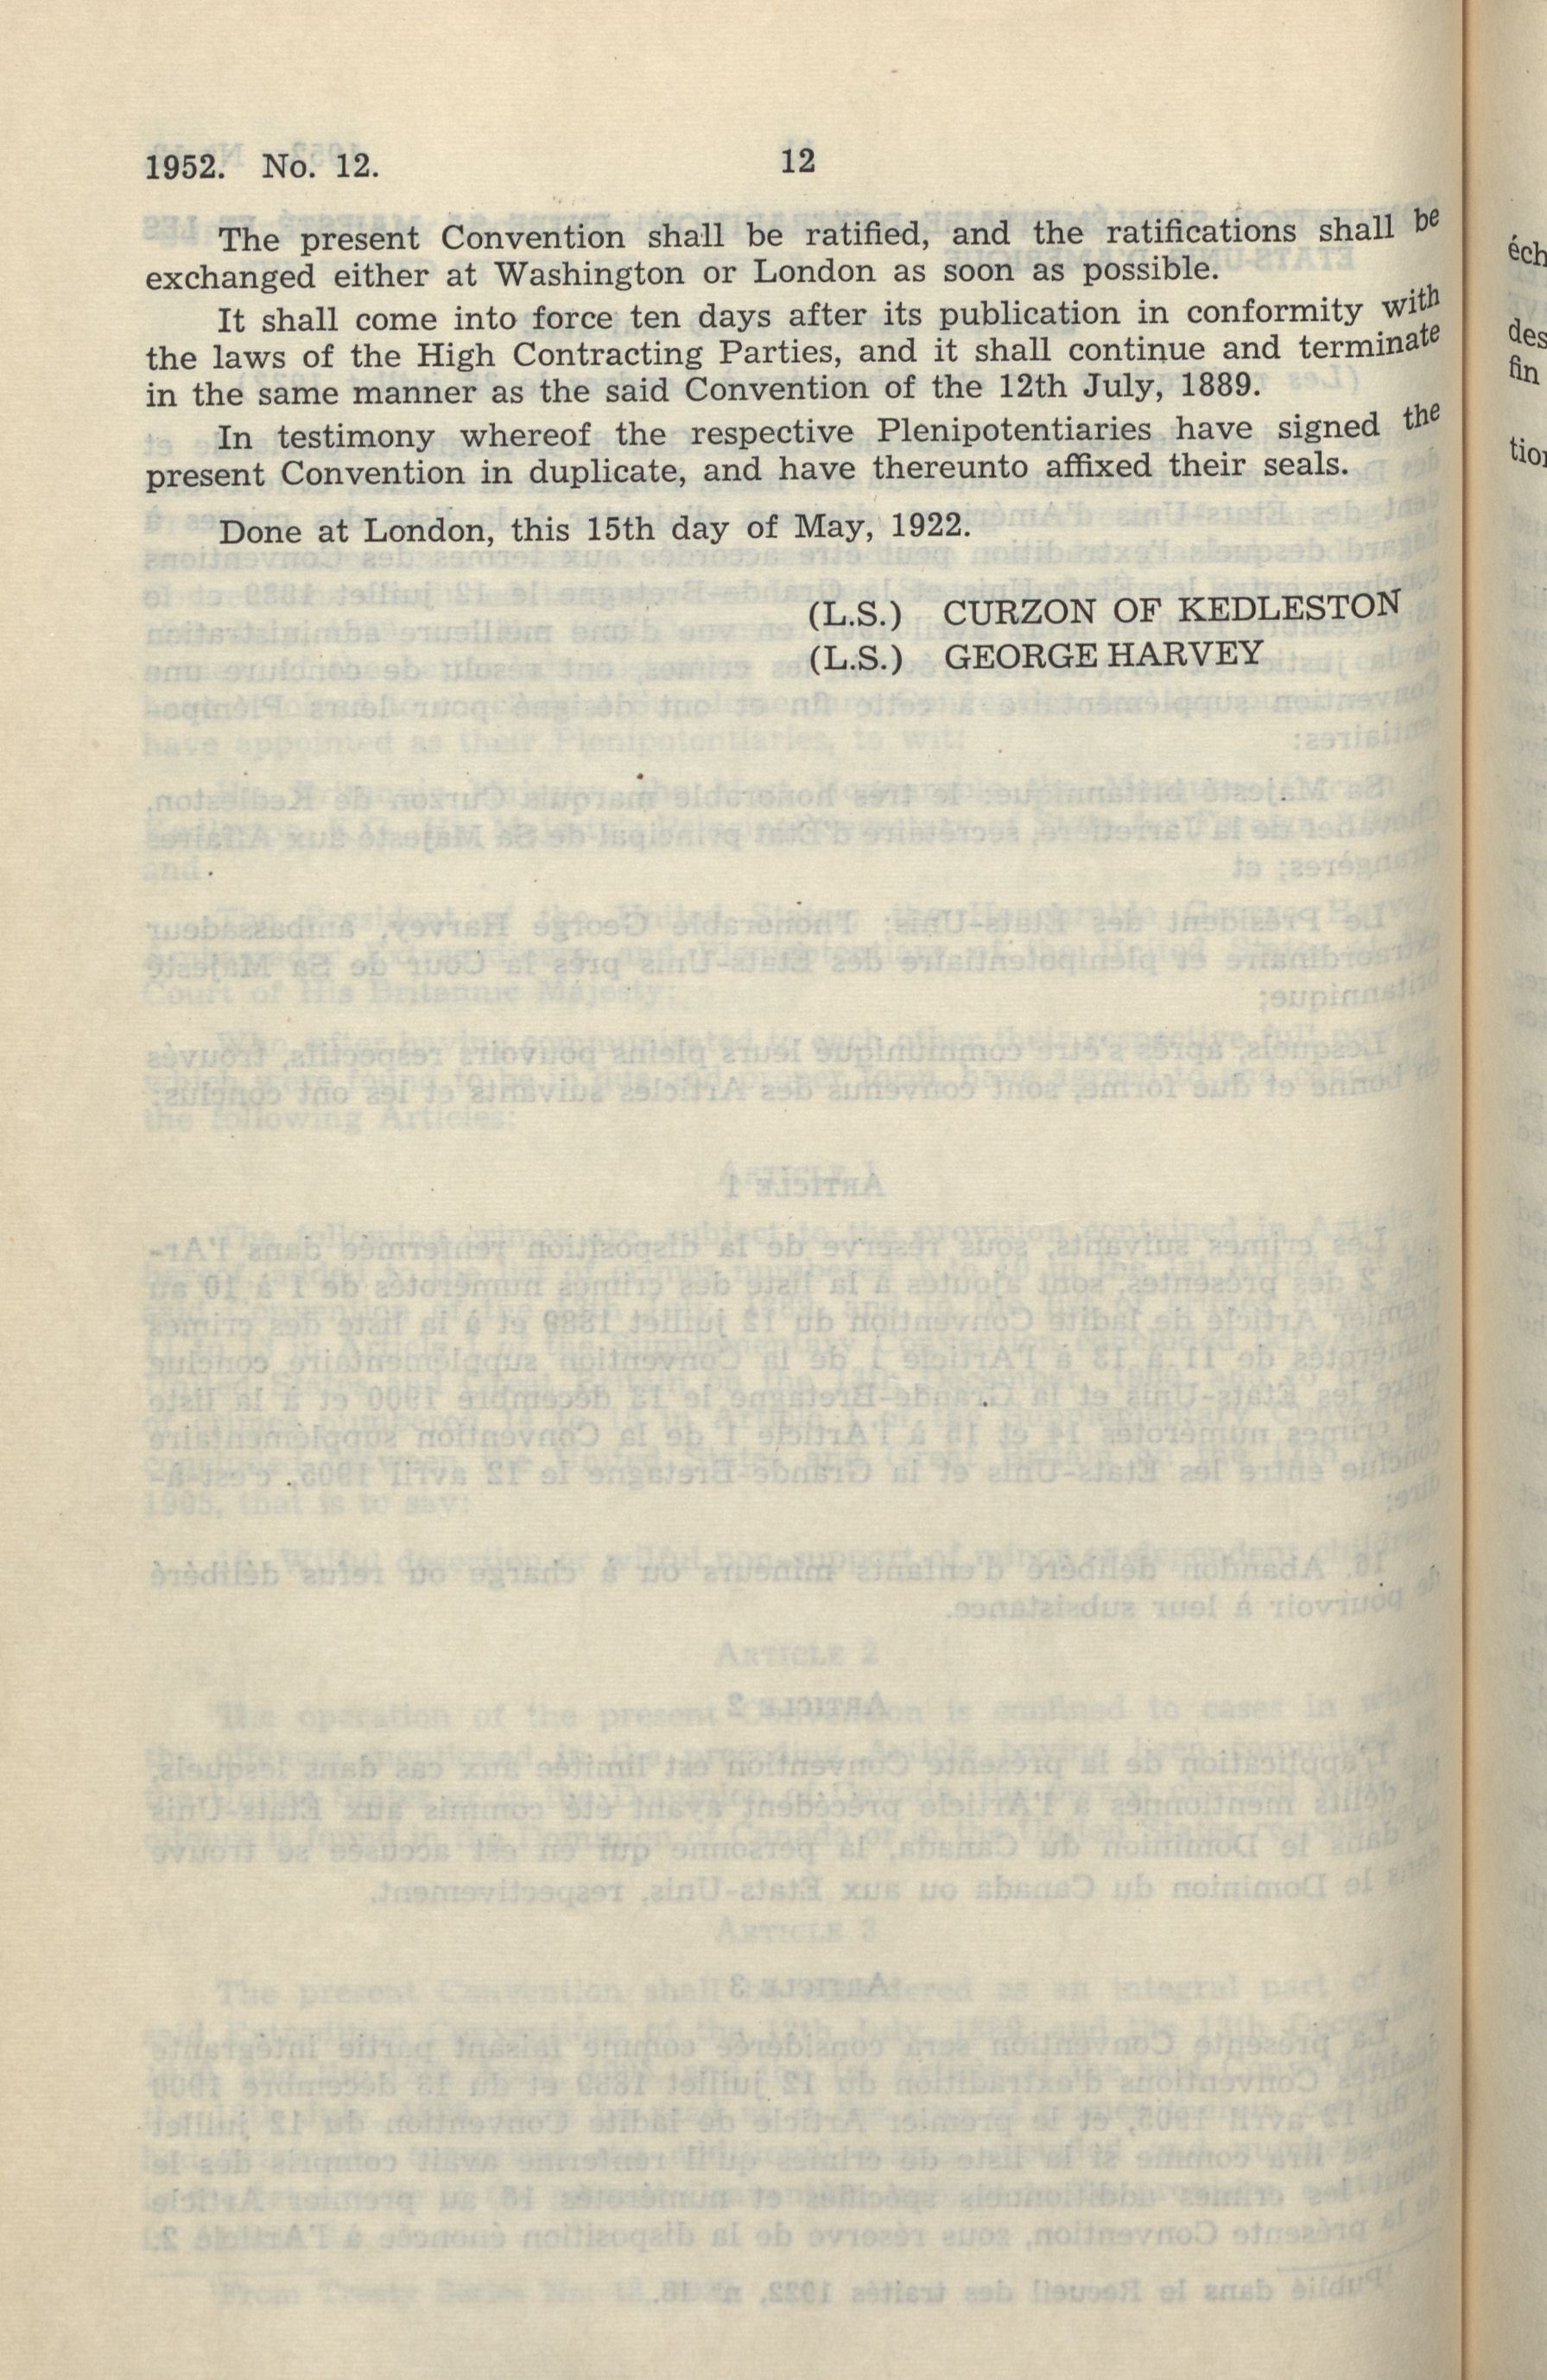 1952. No. 12.
12
The present Convention shall be ratified, and the ratifications shall be
exchanged either at Washington or London as soon as possible.
It shall come into force ten days after its publication in conformity with
the laws of the High Contracting Parties, and it shall continue and terminate
in the same manner as the said Convention of the 12th July, 1889.
In testimony whereof the respective Plenipotentiaries have signed the
present Convention in duplicate, and have thereunto affixed their seals.
Done at London, this 15th day of May, 1922.
(L.S.) CURZON OF KEDLESTON
(L.S.) GEORGE HARVEY
éch
des
fin